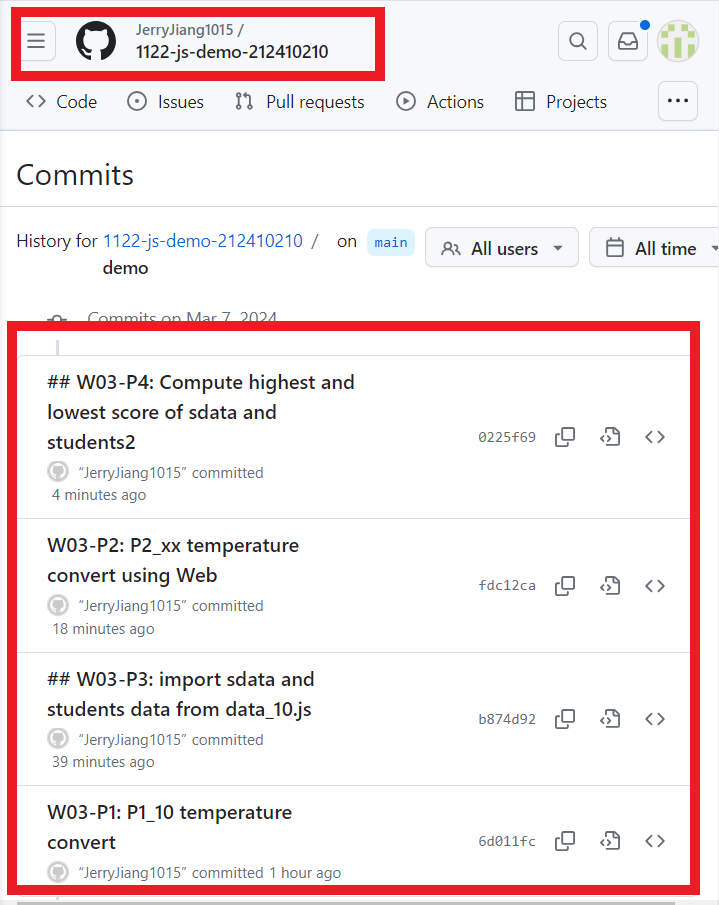 JerryJiang1015 /
1122-js-demo-212410210
Code Issues Pull requests Actions Projects
Commits
History for 1122-js-demo-212410210 / on main All users All time
demo
Commits on Mar 7, 2024
## W03-P4: Compute highest and
lowest score of sdata and
students2
0225f69
“JerryJiang1015” committed
4 minutes ago
W03-P2: P2_xx temperature
convert using Web
fdc12ca
“JerryJiang1015” committed
18 minutes ago
## W03-P3: import sdata and
students data from data_10.js
b874d92
“JerryJiang1015” committed
39 minutes ago
W03-P1: P1_10 temperature
convert
6d011fc
“JerryJiang1015” committed 1 hour ago